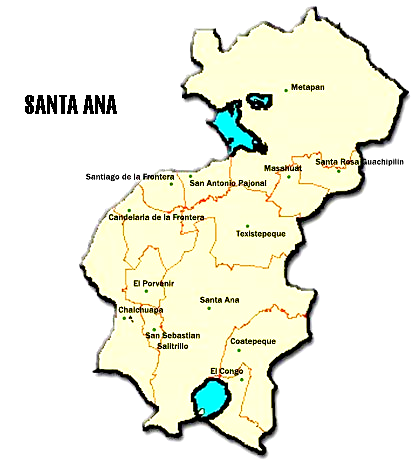 SANTA ANA
Metapan
Santa Rosa Guachipilin
Masahuat
Santiago de la Frontera
San Antonio Pajonal
Candelaria de la Frontera
Texistepeque
El Porvenir
Santa Ana
Chalchuapa
San Sebastian
Salitrillo
Coatepeque
El Congo